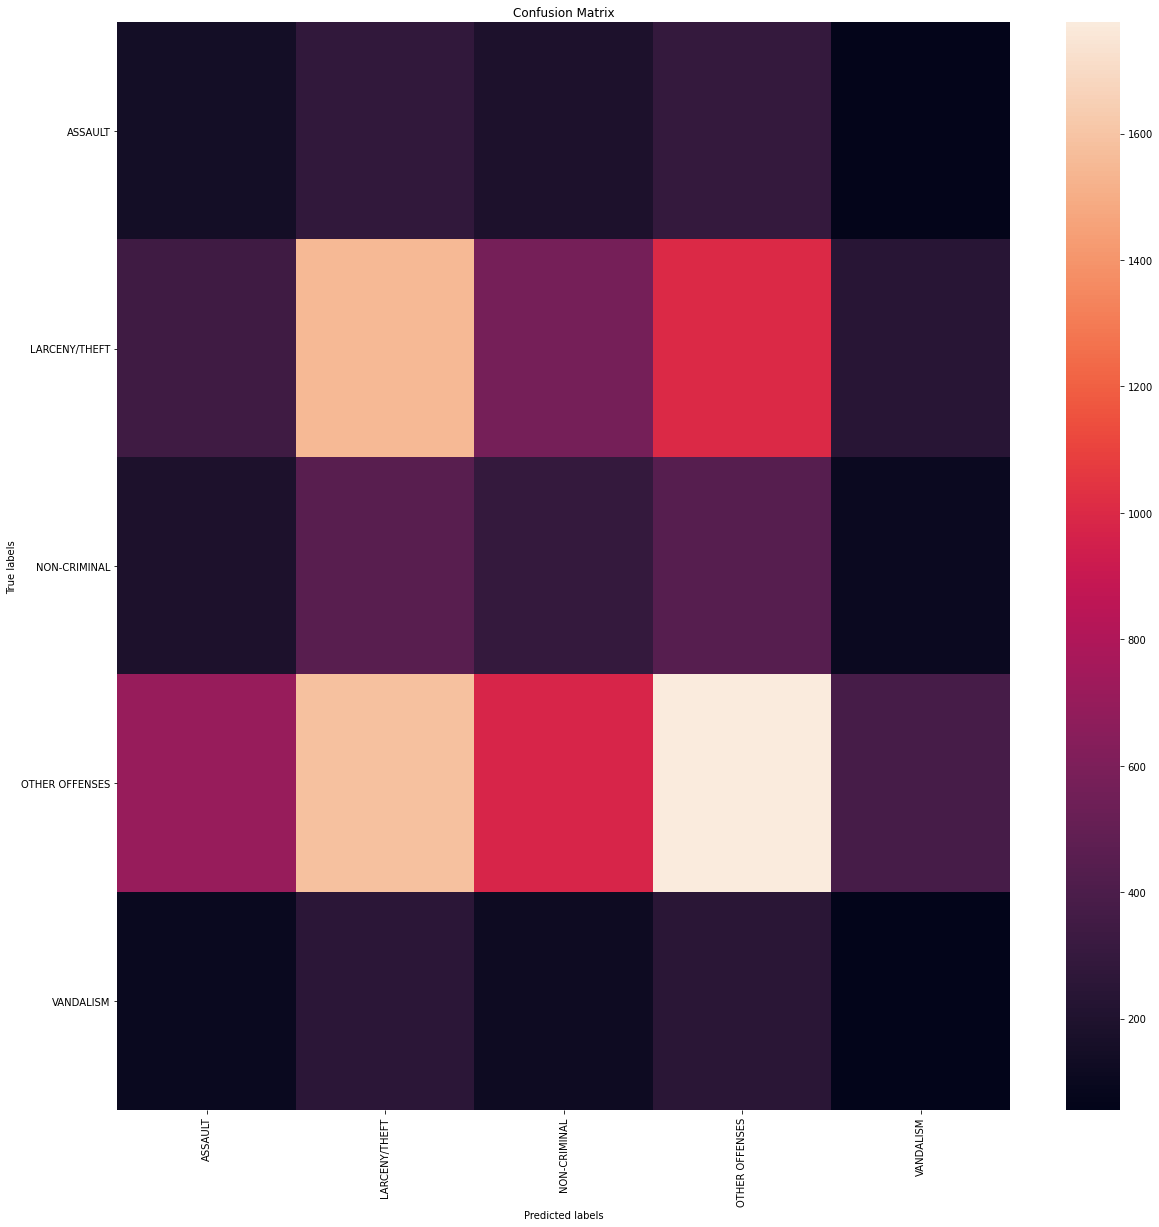 Confusion Matrix
True labels
ASSAULT
LARCENY/THEFT
NON-CRIMINAL
OTHER OFFENSES
VANDALISM
ASSAULT
LARCENY/THEFT
NON-CRIMINAL
OTHER OFFENSES
VANDALISM
Predicted labels
1600
1400
1200
1000
800
600
400
200